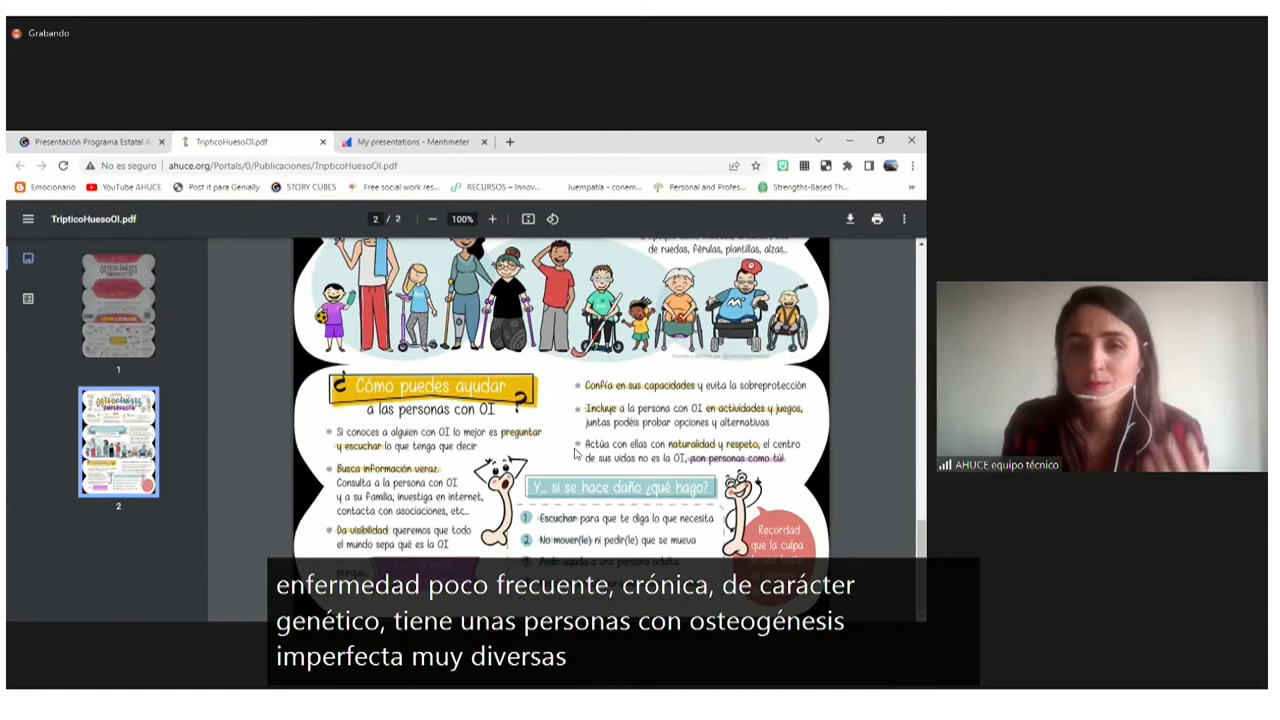 Grabando
Presentación Programa Estatal A
TripticoHuesoOI.pdf
My presentations - Mentimeter
No es seguro
ahuce.org/Portals/0/Publicaciones/TripticoHuesoOI.pdf
Emocionario
YouTube AHUCE
Post it para Genially
STORY CUBES
Free social work res...
RECURSOS – Innov...
Juempatía - conem...
Personal and Profes...
Strengths-Based Th...
»
TripticoHuesoOI.pdf
2 / 2
100%
1
2
de ruedas, férulas, plantillas, alzas...
¿Cómo puedes ayudar
a las personas con OI ?
Si conoces a alguien con OI lo mejor es preguntar
y escuchar lo que tenga que decir
Busca información veraz.
Consulta a la persona con OI
y a su familia, investiga en internet,
contacta con asociaciones, etc...
Da visibilidad: queremos que todo
el mundo sepa qué es la OI
porque...
Confía en sus capacidades y evita la sobreprotección
Incluye a la persona con OI en actividades y juegos,
juntas podéis probar opciones y alternativas
Actúa con ellas con naturalidad y respeto, el centro
de sus vidas no es la OI, ¡son personas como tú!
Y... si se hace daño ¿qué hago?
1 Escuchar para que te diga lo que necesita
2 No mover(le) ni pedir(le) que se mueva
3 Pedir ayuda a una persona adulta
Recordad
que la culpa
AHUCE equipo técnico
enfermedad poco frecuente, crónica, de carácter
genético, tiene unas personas con osteogénesis
imperfecta muy diversas